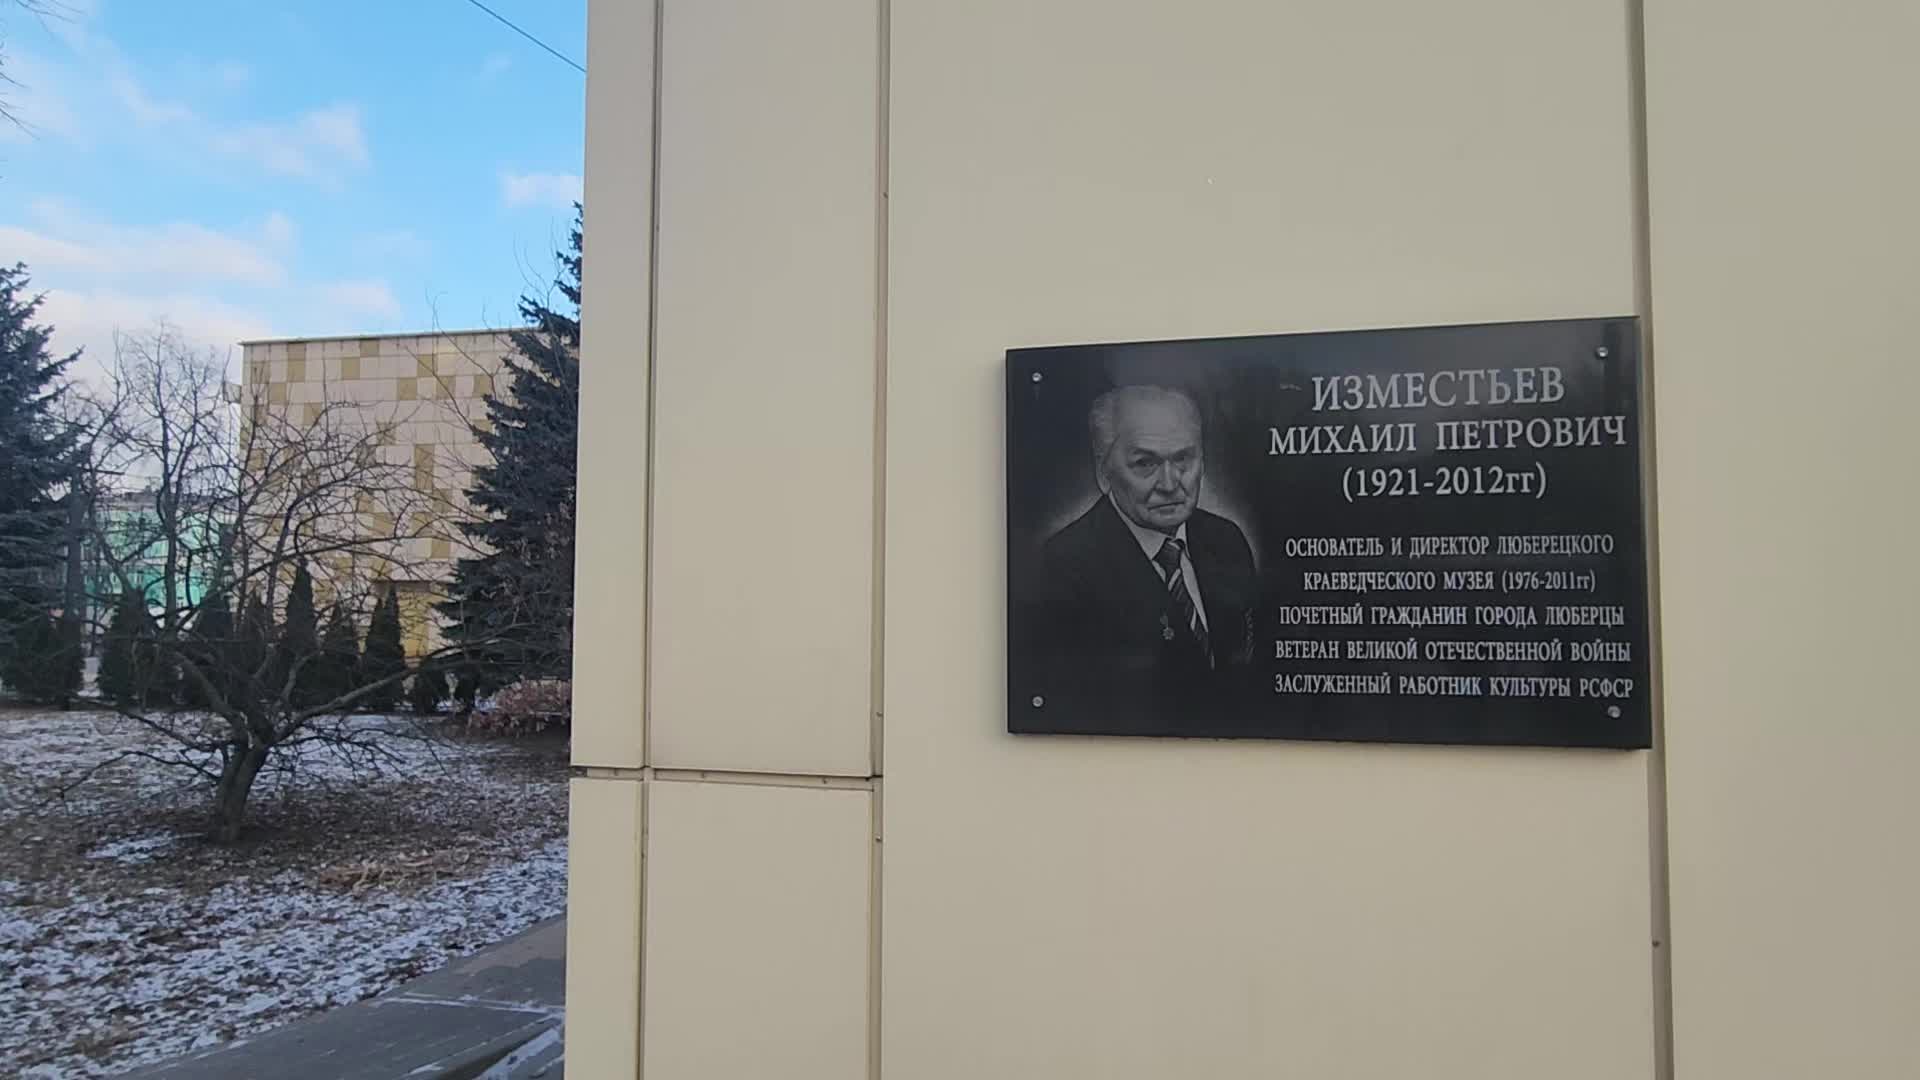 ИЗМЕСТЬЕВ
МИХАИЛ ПЕТРОВИЧ
(1921-2012гг)
ОСНОВАТЕЛЬ И ДИРЕКТОР ЛЮБЕРЕЦКОГО
КРАЕВЕДЧЕСКОГО МУЗЕЯ (1976-2011гг)
ПОЧЕТНЫЙ ГРАЖДАНИН ГОРОДА ЛЮБЕРЦЫ
ВЕТЕРАН ВЕЛИКОЙ ОТЕЧЕСТВЕННОЙ ВОЙНЫ
ЗАСЛУЖЕННЫЙ РАБОТНИК КУЛЬТУРЫ РСФСР